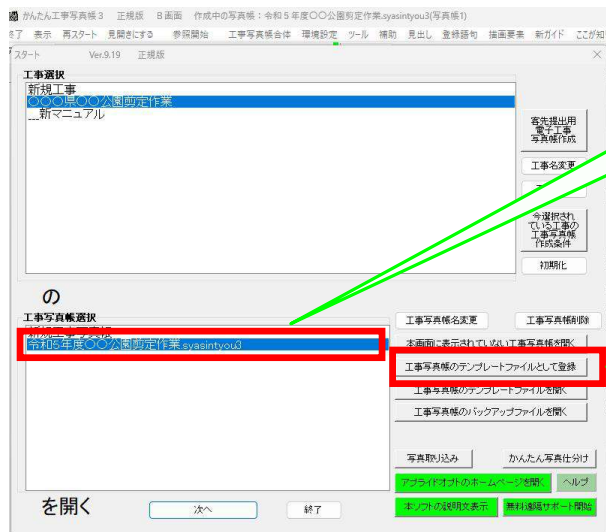 かんたん工事写真帳３ 正規版 Ｂ画面 作成中の写真帳：令和５年度〇〇公園剪定作業.syasintyou3(写真帳1)
了 表示 再スタート 見開きにする 参照開始 工事写真帳合体 環境設定 ツール 補助 見出し 登録語句 描画要素 新ガイド ここが知
スタート Ver.9.19 正規版
工事選択
新規工事
〇〇〇県〇〇公園剪定作業
__新マニュアル
客先提出用
電子工事
写真帳作成
工事名変更
今選択され
ている工事の
工事写真帳
作成条件
初期化
の
工事写真帳選択
新規工事写真帳
令和5年度〇〇公園剪定作業.syasintyou3
工事写真帳名変更
工事写真帳削除
本画面に表示されていない工事写真帳を開く
工事写真帳のテンプレートファイルとして登録
工事写真帳のテンプレートファイルを開く
工事写真帳のバックアップファイルを開く
写真取り込み
かんたん写真仕分け
アプライドオプトのホームページを開く
ヘルプ
を開く
次へ
終了
本ソフトの説明文表示
無料遠隔サポート開始